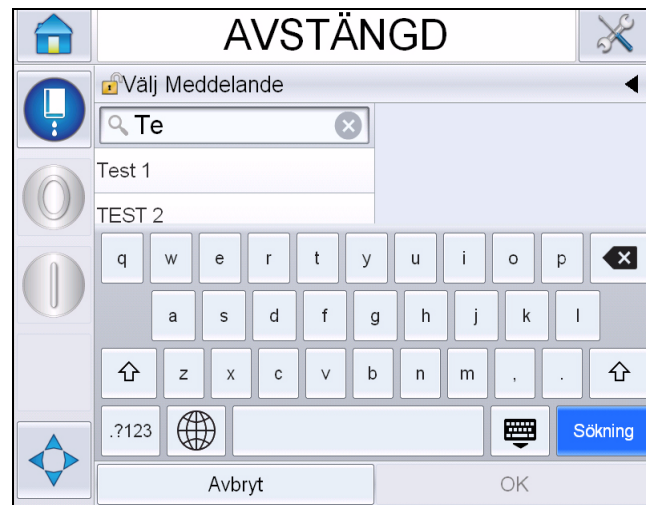 AVSTÄNGD
Välj Meddelande
Te
Test 1
TEST 2
q w e r t y u i o p
a s d f g h j k l
z x c v b n m , .
.?123 Sökning
Avbryt OK